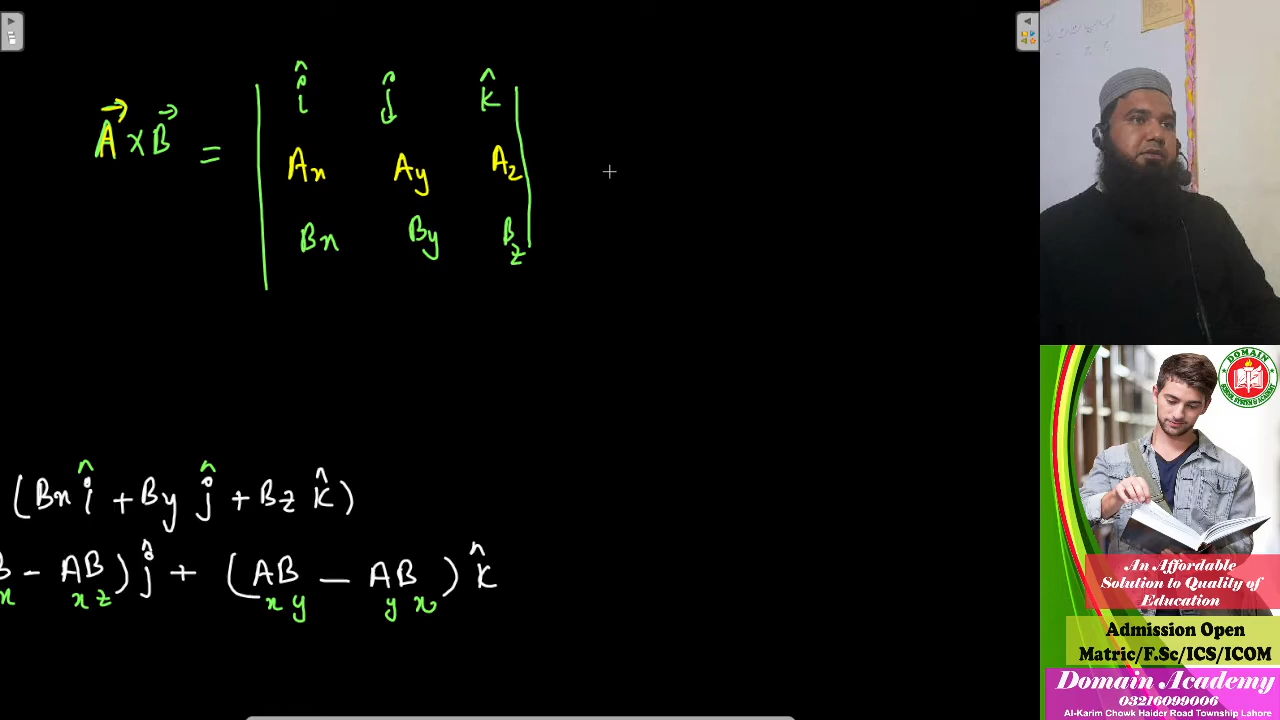 A⃗ × B⃗ = | î ĵ k̂ |
| Ax Ay Az |
| Bx By Bz |
(Bx î + By ĵ + Bz k̂)
B x − AB xz) ĵ + (AB xy − AB yx) k̂
DOMAIN
An Affordable
Solution to Quality of
Education
Admission Open
Matric/F.Sc/ICS/ICOM
Domain Academy
03216099006
Al-Karim Chowk Haider Road Township Lahore